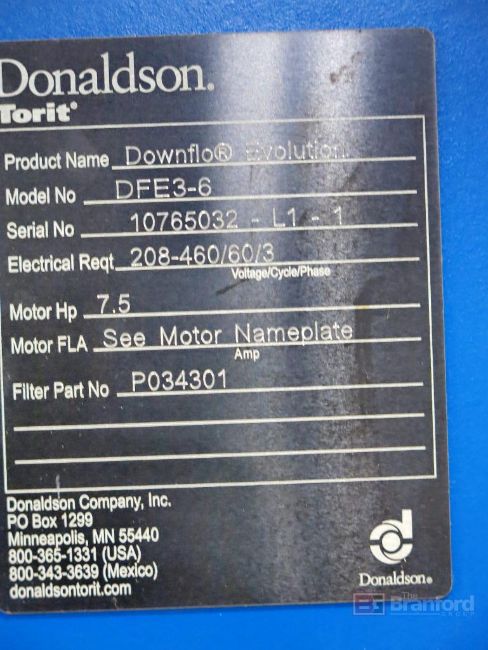 Donaldson.
Torit®
Product Name Downflo® Evolution
Model No DFE3-6
Serial No 10765032 - L1 - 1
Electrical Reqt 208-460/60/3
Voltage/Cycle/Phase
Motor Hp 7.5
Motor FLA See Motor Nameplate
Amp
Filter Part No P034301
Donaldson Company, Inc.
PO Box 1299
Minneapolis, MN 55440
800-365-1331 (USA)
800-343-3639 (Mexico)
donaldsontorit.com
Donaldson®
The
Branford
GROUP